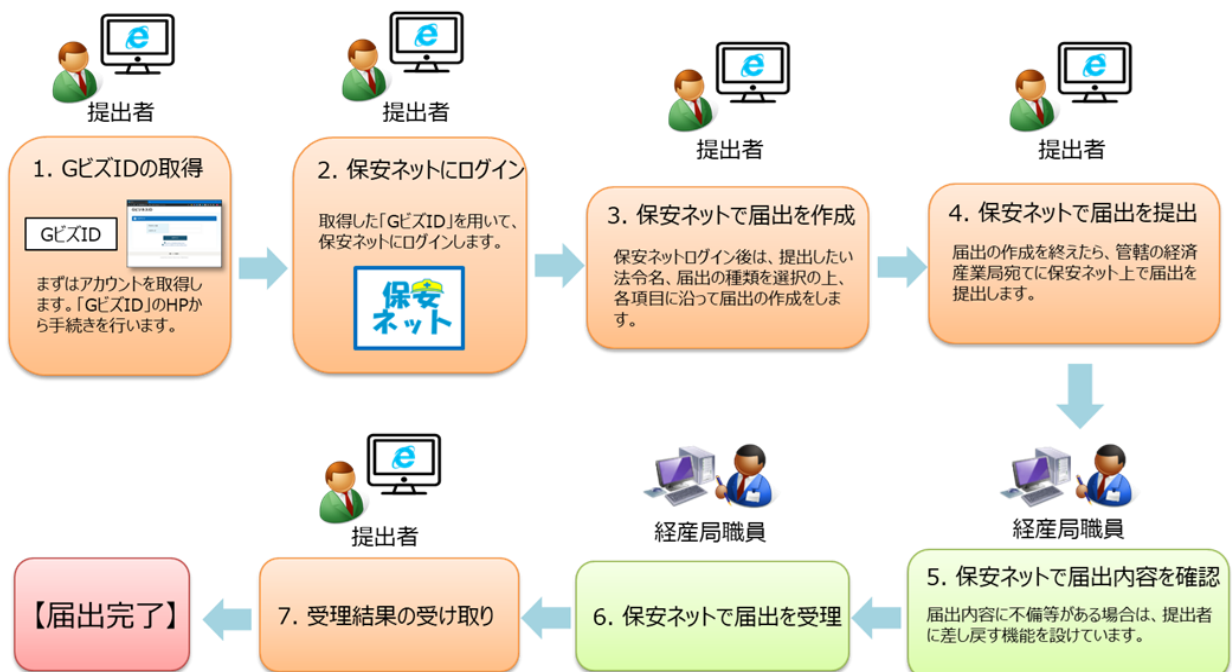 提出者
1. GビズIDの取得
GビズID
まずはアカウントを取得し
ます。「GビズID」のHPか
ら手続きを行います。
提出者
2. 保安ネットにログイン
取得した「GビズID」を用いて、
保安ネットにログインします。
保安
ネット
提出者
3. 保安ネットで届出を作成
保安ネットログイン後は、提出したい
法令名、届出の種類を選択の上、
各項目に沿って届出の作成をしま
す。
提出者
4. 保安ネットで届出を提出
届出の作成を終えたら、管轄の経済
産業局宛てに保安ネット上で届出を
提出します。
経産局職員
5. 保安ネットで届出内容を確認
届出内容に不備等がある場合は、提出者
に差し戻す機能を設けています。
経産局職員
6. 保安ネットで届出を受理
提出者
7. 受理結果の受け取り
【届出完了】